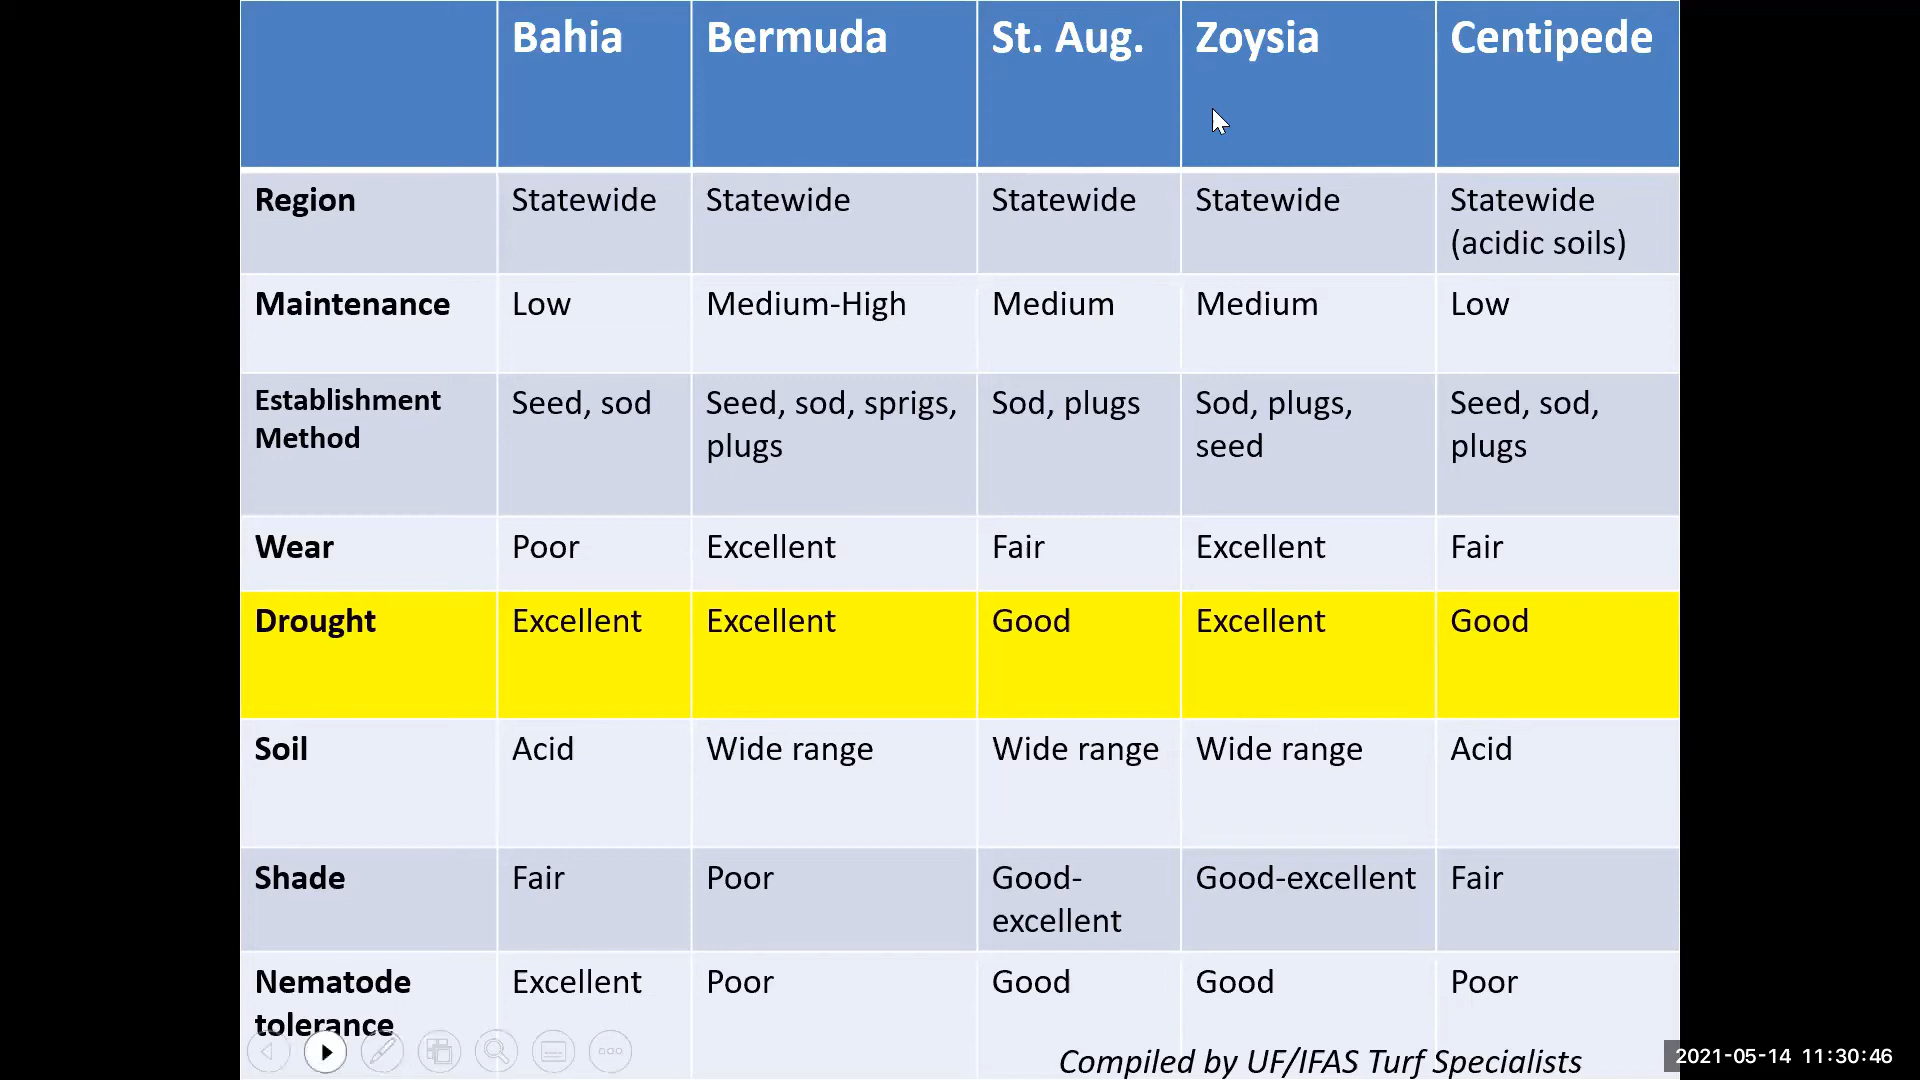 Bahia Bermuda St. Aug. Zoysia Centipede
Region Statewide Statewide Statewide Statewide Statewide
(acidic soils)
Maintenance Low Medium-High Medium Medium Low
Establishment Seed, sod Seed, sod, sprigs, Sod, plugs Sod, plugs, Seed, sod,
Method plugs seed plugs
Wear Poor Excellent Fair Excellent Fair
Drought Excellent Excellent Good Excellent Good
Soil Acid Wide range Wide range Wide range Acid
Shade Fair Poor Good- Good-excellent Fair
excellent
Nematode Excellent Poor Good Good Poor
tolerance
Compiled by UF/IFAS Turf Specialists
2021-05-14 11:30:46